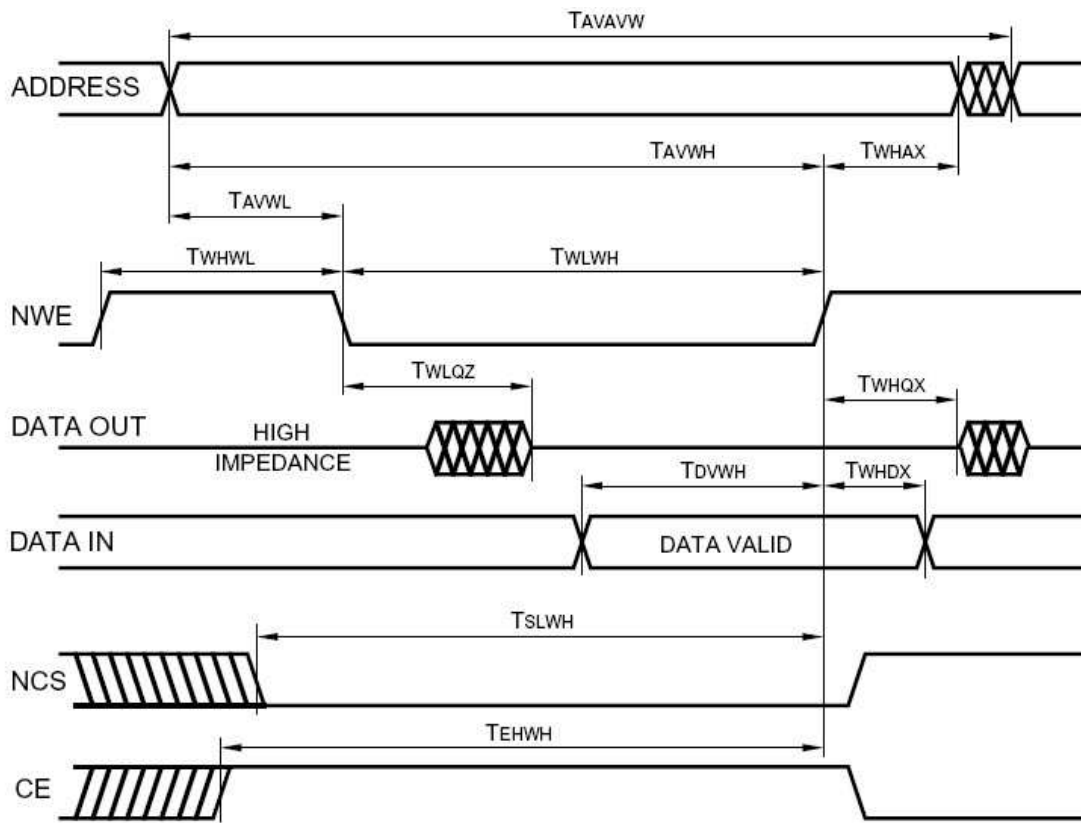 TAVAVW
ADDRESS
TAVWH
TWHAX
TAVWL
TWHWL
TWLWH
NWE
TWLQZ
TWHQX
DATA OUT
HIGH
IMPEDANCE
TDVWH
TWHDX
DATA IN
DATA VALID
TSLWH
NCS
TEHWH
CE